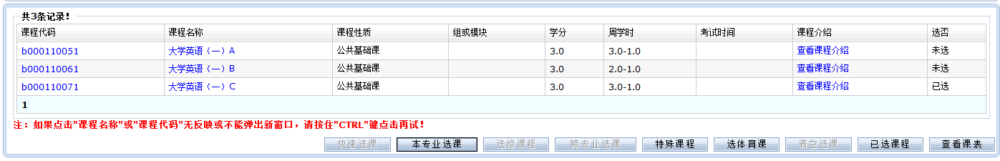 共3条记录！
课程代码 课程名称 课程性质 组或模块 学分 周学时 考试时间 课程介绍 选否
b000110051 大学英语（一）A 公共基础课 3.0 3.0-1.0 查看课程介绍 未选
b000110061 大学英语（一）B 公共基础课 3.0 2.0-1.0 查看课程介绍 未选
b000110071 大学英语（一）C 公共基础课 3.0 3.0-1.0 查看课程介绍 已选
1
注：如果点击"课程名称"或"课程代码"无反映或不能弹出新窗口，请按住"CTRL"键点击再试！
快速选课 本专业选课 选修课程 跨专业选课 特殊课程 选体育课 清空选课 已选课程 查看课表